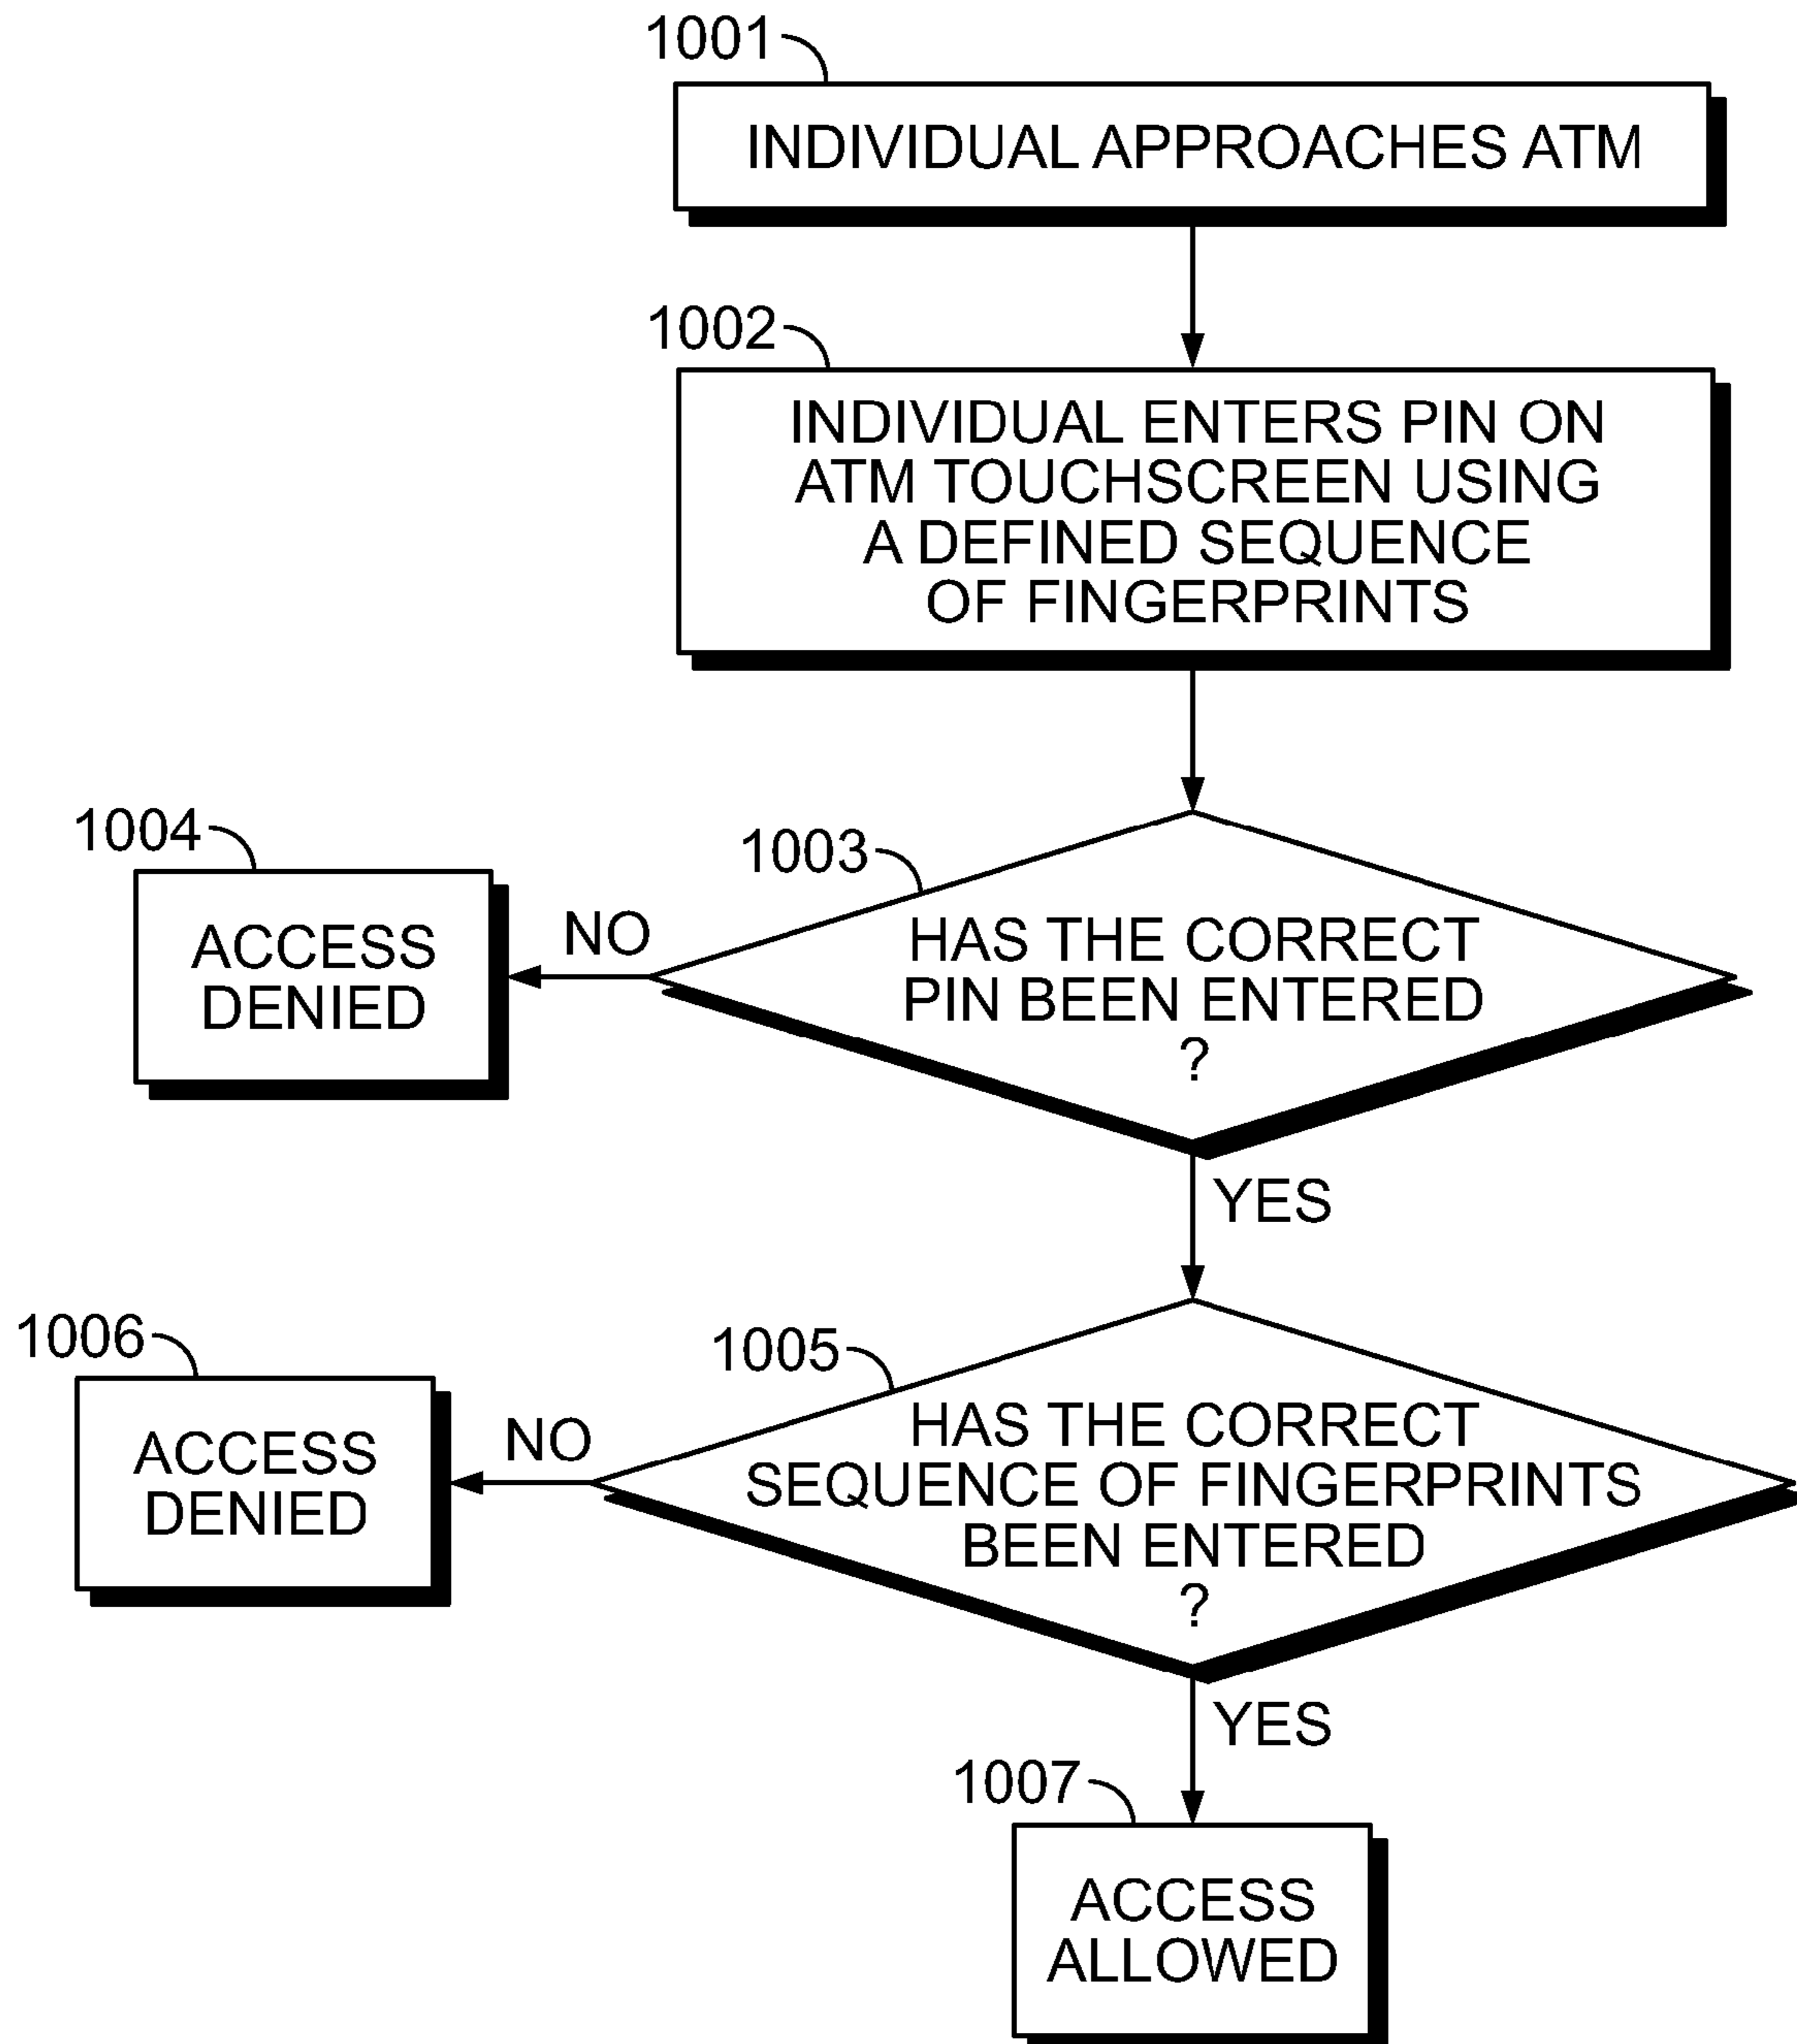 1001
INDIVIDUAL APPROACHES ATM
1002
INDIVIDUAL ENTERS PIN ON
ATM TOUCHSCREEN USING
A DEFINED SEQUENCE
OF FINGERPRINTS
1003
HAS THE CORRECT
PIN BEEN ENTERED
?
NO
1004
ACCESS
DENIED
YES
1005
HAS THE CORRECT
SEQUENCE OF FINGERPRINTS
BEEN ENTERED
?
NO
1006
ACCESS
DENIED
YES
1007
ACCESS
ALLOWED